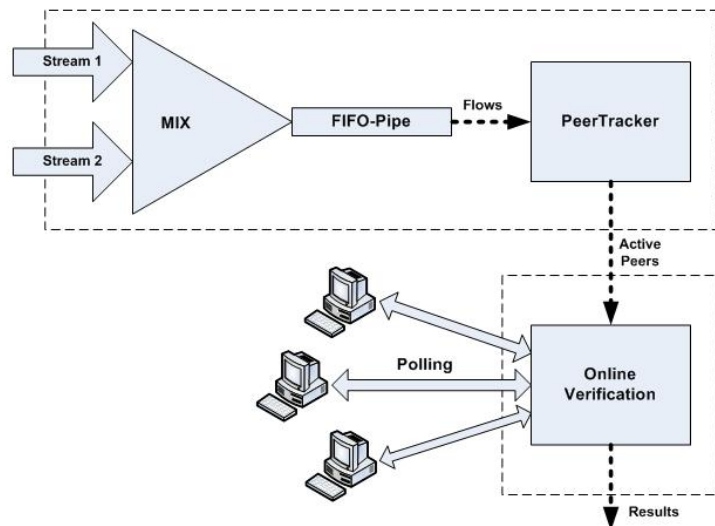 Stream 1
MIX
FIFO-Pipe
Flows
PeerTracker
Stream 2
Active
Peers
Polling
Online
Verification
Results